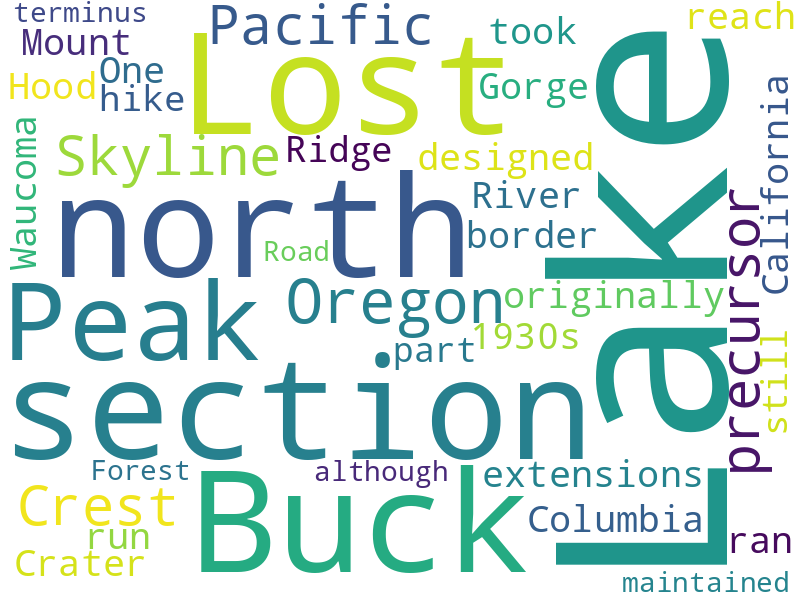 terminus
Mount
Pacific
took
reach
Hood
One
hike
Lost
Gorge
Lake
California
Waucoma
Skyline
Ridge
designed
north
River
border
Road
precursor
Peak
Oregon
originally
1930s
part
still
section
Forest
although
extensions
Buck
Crest
run
Columbia
ran
Crater
maintained